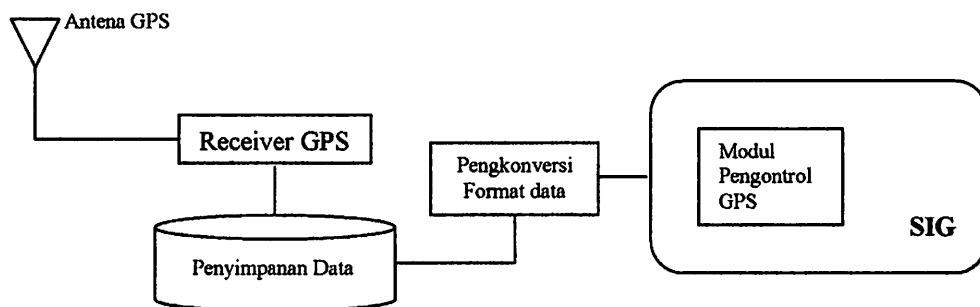 Antena GPS
Receiver GPS
Pengkonversi
Format data
Penyimpanan Data
Modul
Pengontrol
GPS
SIG